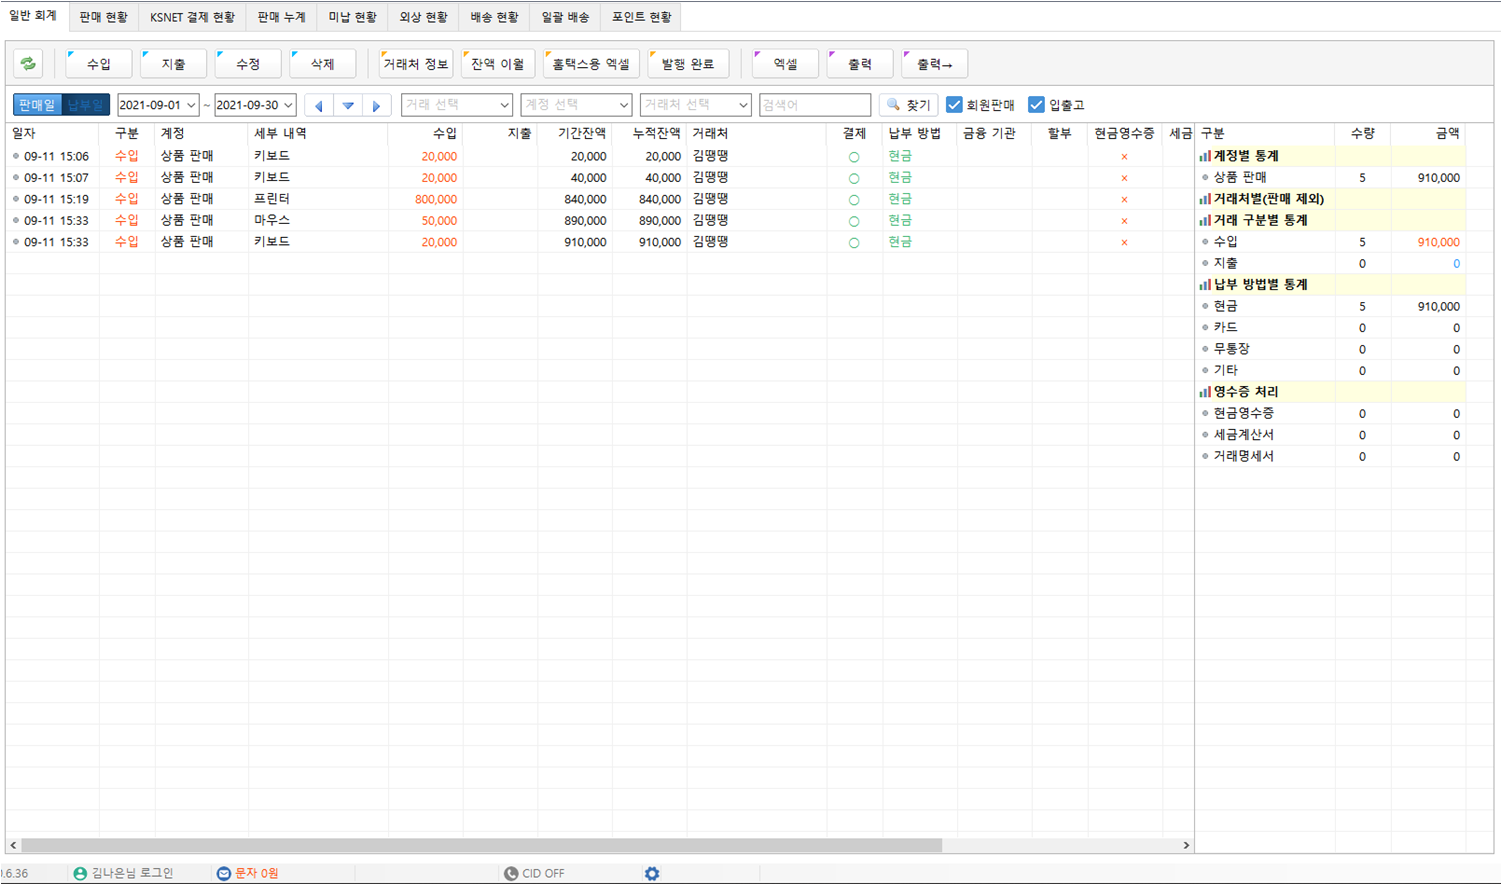 일반 회계 판매 현황 KSNET 결제 현황 판매 누계 미납 현황 외상 현황 배송 현황 일괄 배송 포인트 현황
수입 지출 수정 삭제 거래처 정보 잔액 이월 홈택스용 엑셀 발행 완료 엑셀 출력 출력→
판매일 납부일 2021-09-01 ~ 2021-09-30 거래 선택 계정 선택 거래처 선택 검색어 찾기 회원판매 입출고
일자 구분 계정 세부 내역 수입 지출 기간잔액 누적잔액 거래처 결제 납부 방법 금융 기관 할부 현금영수증 세금
09-11 15:06 수입 상품 판매 키보드 20,000 20,000 20,000 김땡땡 ○ 현금 ×
09-11 15:07 수입 상품 판매 키보드 20,000 40,000 40,000 김땡땡 ○ 현금 ×
09-11 15:19 수입 상품 판매 프린터 800,000 840,000 840,000 김땡땡 ○ 현금 ×
09-11 15:33 수입 상품 판매 마우스 50,000 890,000 890,000 김땡땡 ○ 현금 ×
09-11 15:33 수입 상품 판매 키보드 20,000 910,000 910,000 김땡땡 ○ 현금 ×
구분 수량 금액
계정별 통계
상품 판매 5 910,000
거래처별(판매 제외)
거래 구분별 통계
수입 5 910,000
지출 0 0
납부 방법별 통계
현금 5 910,000
카드 0 0
무통장 0 0
기타 0 0
영수증 처리
현금영수증 0 0
세금계산서 0 0
거래명세서 0 0
.6.36 김나은님 로그인 문자 0원 CID OFF